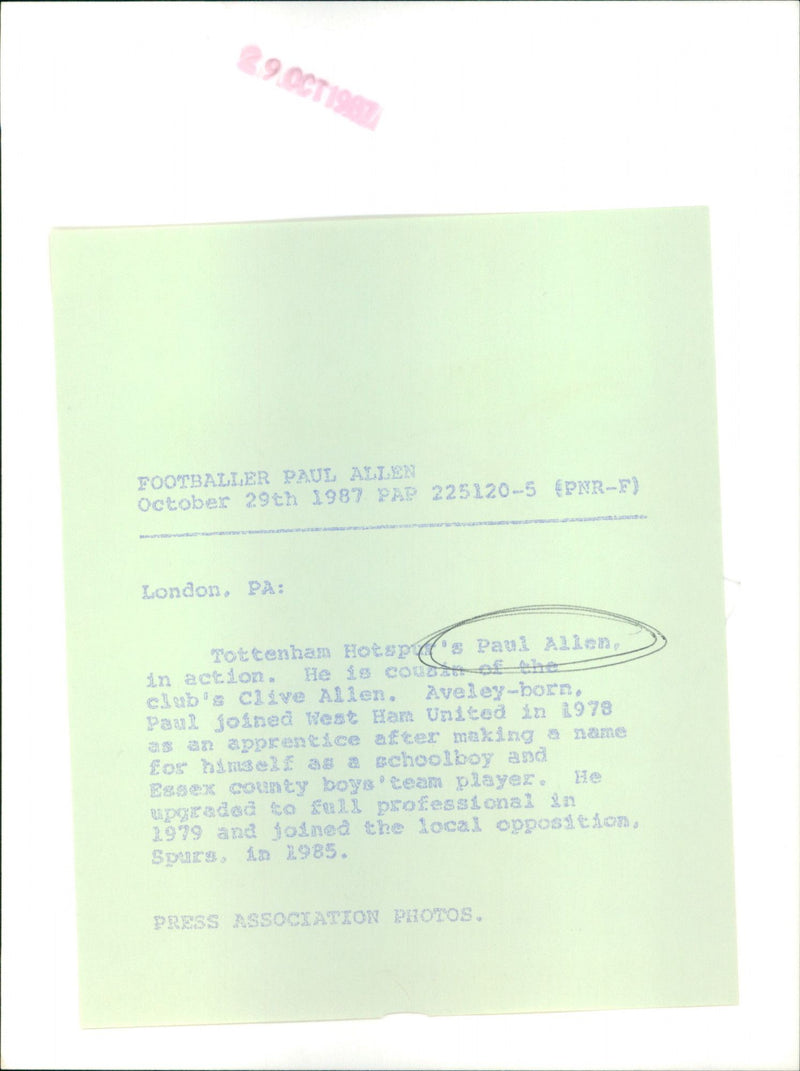 29 OCT 1987
FOOTBALLER PAUL ALLEN
October 29th 1987 PAP 225120-5 (PNR-F)
London, PA:
Tottenham Hotspur's Paul Allen,
in action. He is cousin of the
club's Clive Allen. Aveley-born,
Paul joined West Ham United in 1978
as an apprentice after making a name
for himself as a schoolboy and
Essex county boys'team player. He
upgraded to full professional in
1979 and joined the local opposition,
Spurs, in 1985.
PRESS ASSOCIATION PHOTOS.